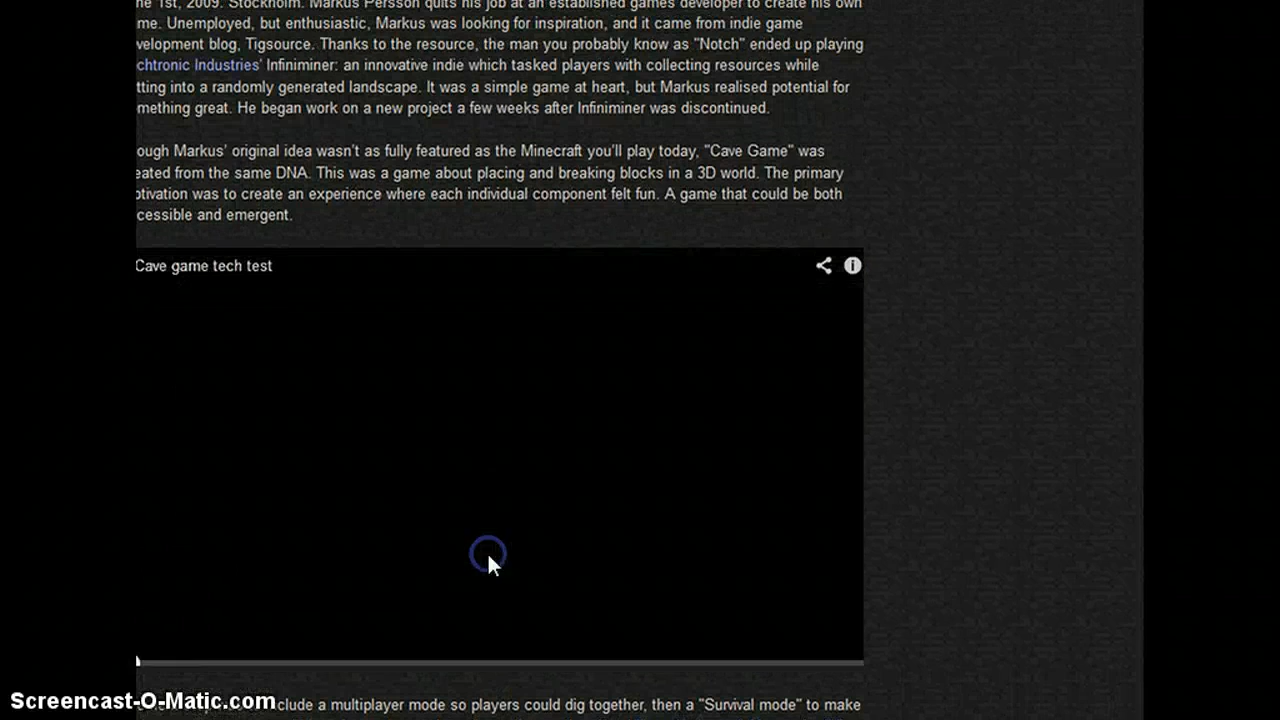 ne 1st, 2009. Stockholm. Markus Persson quits his job at an established games developer to create his own
me. Unemployed, but enthusiastic, Markus was looking for inspiration, and it came from indie game
velopment blog, Tigsource. Thanks to the resource, the man you probably know as "Notch" ended up playing
chtronic Industries' Infiniminer: an innovative indie which tasked players with collecting resources while
tting into a randomly generated landscape. It was a simple game at heart, but Markus realised potential for
mething great. He began work on a new project a few weeks after Infiniminer was discontinued.
ough Markus' original idea wasn't as fully featured as the Minecraft you'll play today, "Cave Game" was
eated from the same DNA. This was a game about placing and breaking blocks in a 3D world. The primary
otivation was to create an experience where each individual component felt fun. A game that could be both
cessible and emergent.
Cave game tech test
clude a multiplayer mode so players could dig together, then a "Survival mode" to make
Screencast-O-Matic.com